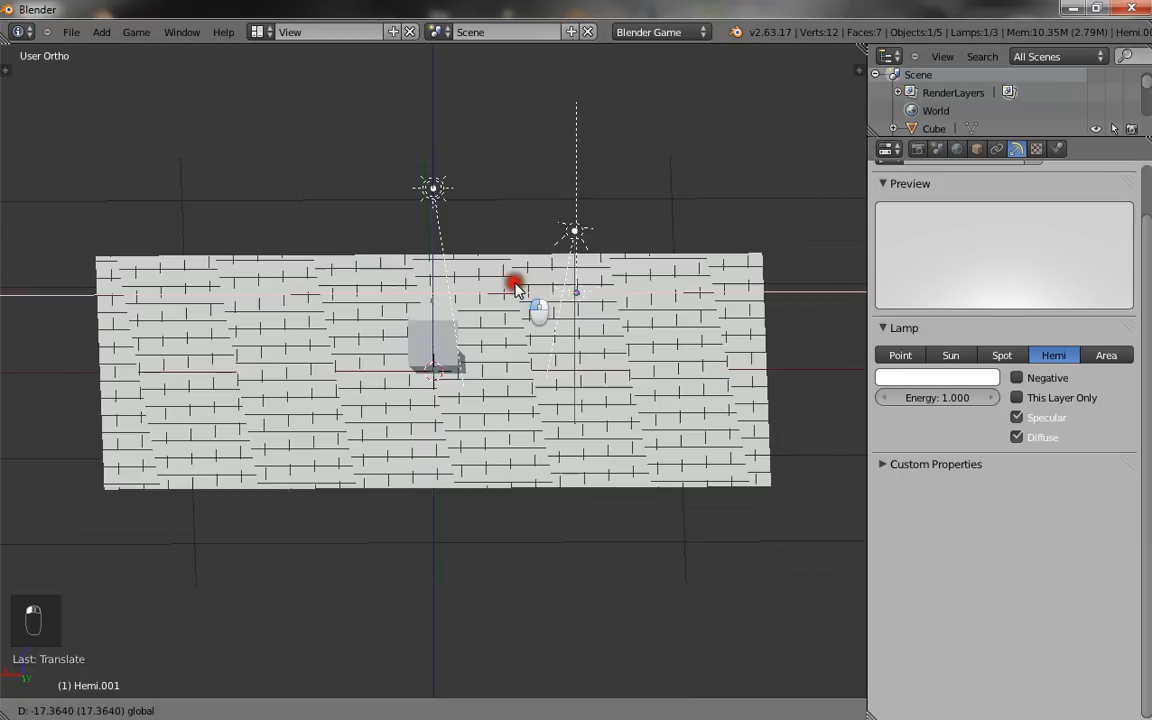 Blender
File Add Game Window Help View Scene Blender Game v2.63.17 | Verts:12 | Faces:7 | Objects:1/5 | Lamps:1/3 | Mem:10.35M (2.79M) | Hemi.00
User Ortho
View Search All Scenes
Scene
RenderLayers
World
Cube
Preview
Lamp
Point Sun Spot Hemi Area
Negative
Energy: 1.000
This Layer Only
Specular
Diffuse
Custom Properties
Last: Translate
(1) Hemi.001
D: -17.3640 (17.3640) global